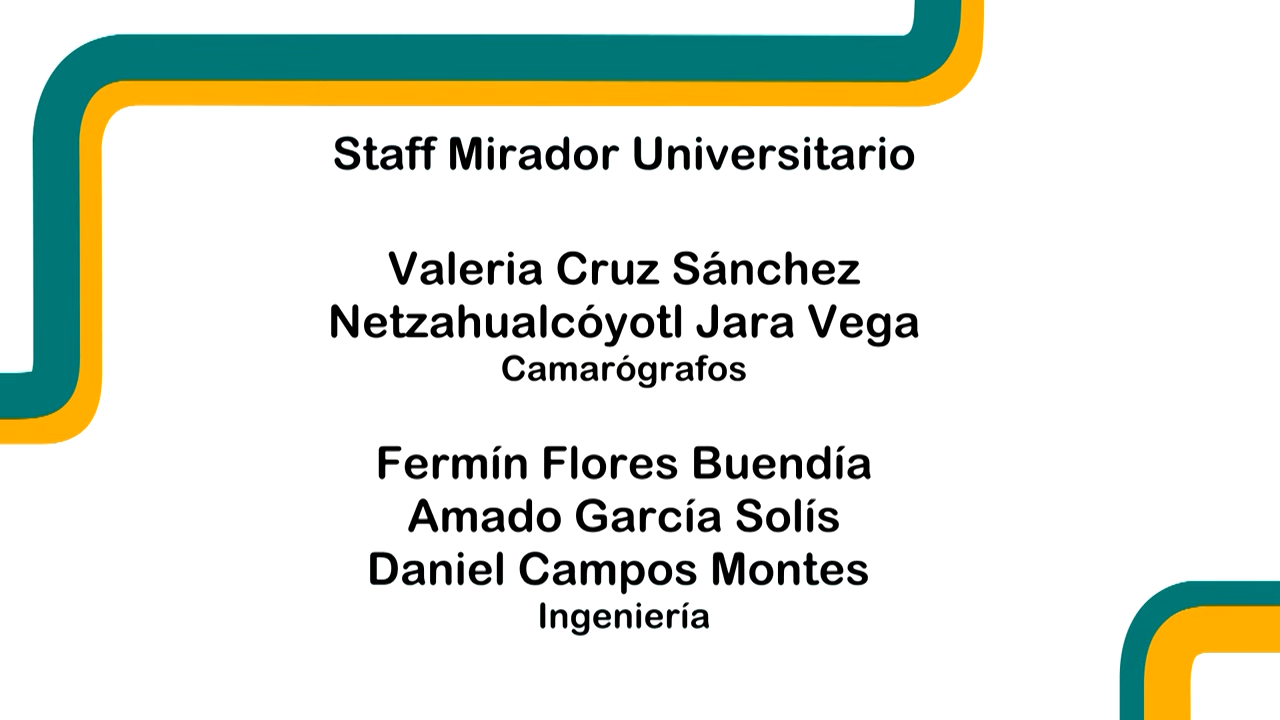 Staff Mirador Universitario
Valeria Cruz Sánchez
Netzahualcóyotl Jara Vega
Camarógrafos
Fermín Flores Buendía
Amado García Solís
Daniel Campos Montes
Ingeniería